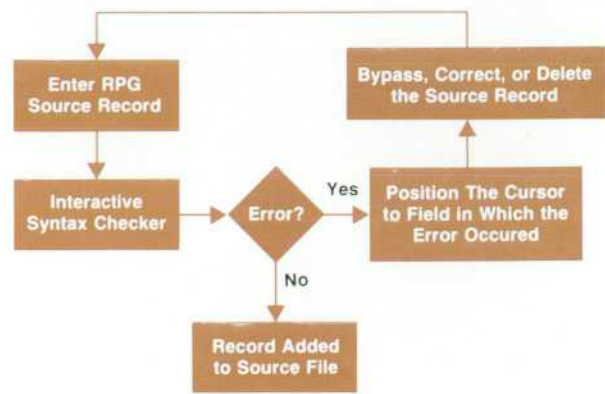 Enter RPG
Source Record
Bypass, Correct, or Delete
the Source Record
Interactive
Syntax Checker
Error?
Yes
Position The Cursor
to Field in Which the
Error Occured
No
Record Added
to Source File